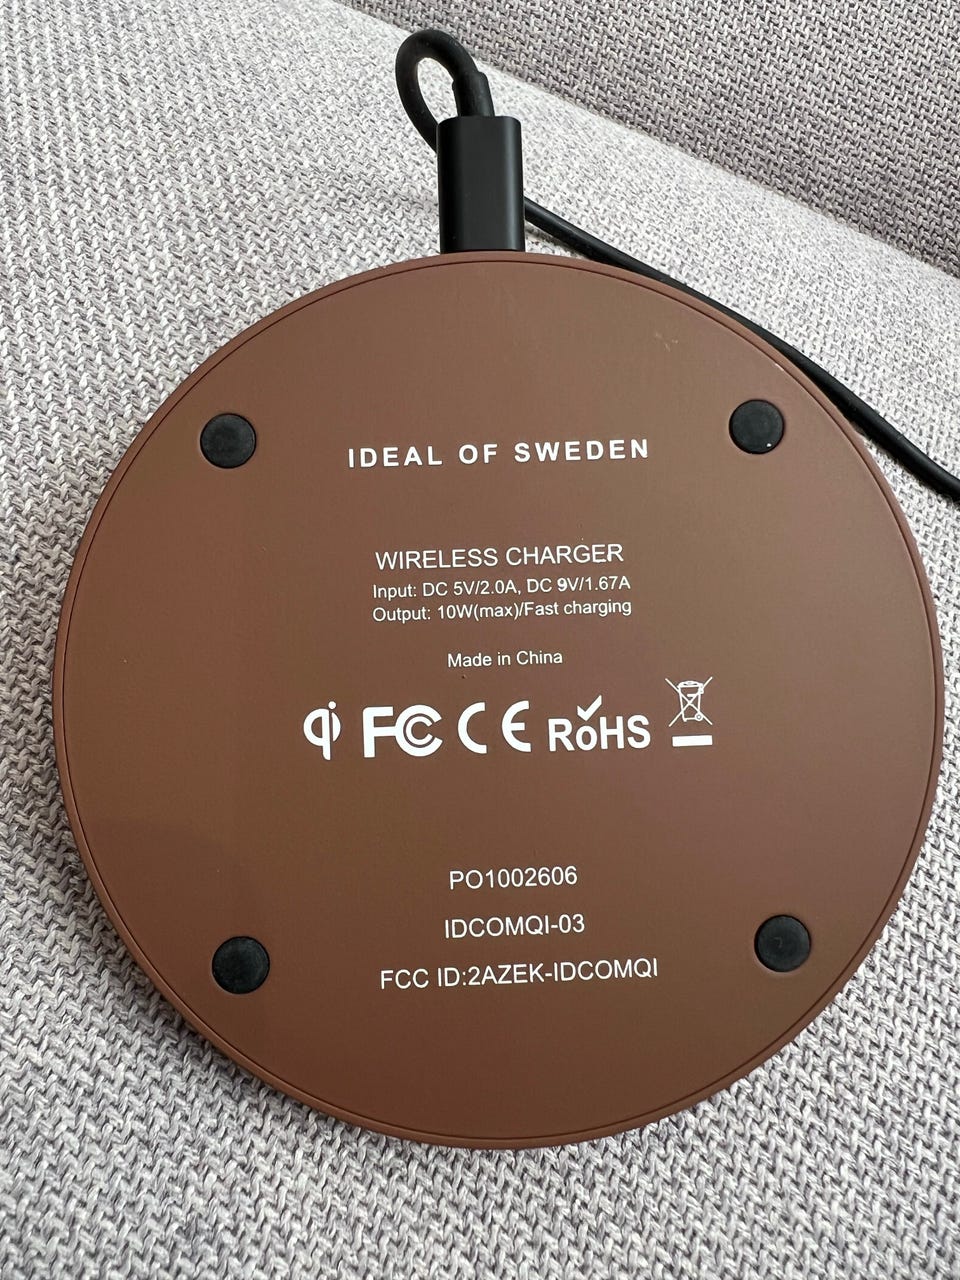 IDEAL OF SWEDEN
WIRELESS CHARGER
Input: DC 5V/2.0A, DC 9V/1.67A
Output: 10W(max)/Fast charging
Made in China
qi FC CE RoHS
PO1002606
IDCOMQI-03
FCC ID:2AZEK-IDCOMQI